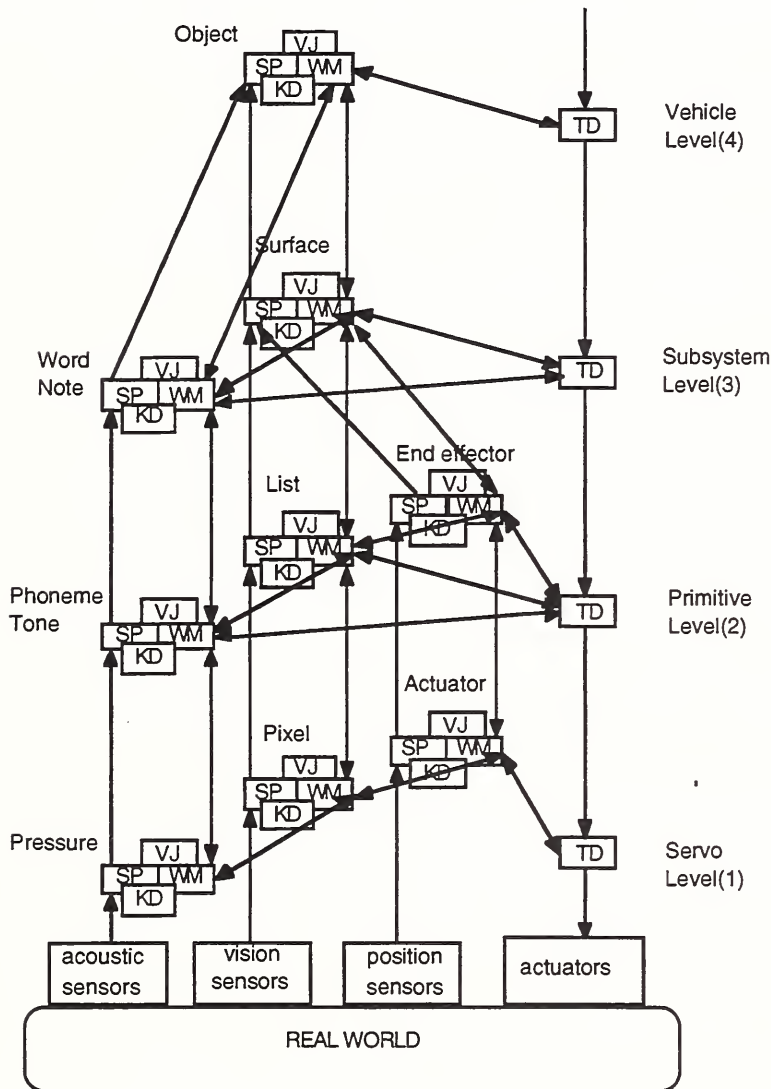 Object
VJ
SP WM
KD
TD
Vehicle
Level(4)
Surface
VJ
SP WM
KD
Word
Note
VJ
SP WM
KD
TD
Subsystem
Level(3)
End effector
VJ
SP WM
KD
List
VJ
SP WM
KD
Phoneme
Tone
VJ
SP WM
KD
TD
Primitive
Level(2)
Actuator
VJ
SP WM
KD
Pixel
VJ
SP WM
KD
Pressure
VJ
SP WM
KD
TD
Servo
Level(1)
acoustic
sensors
vision
sensors
position
sensors
actuators
REAL WORLD